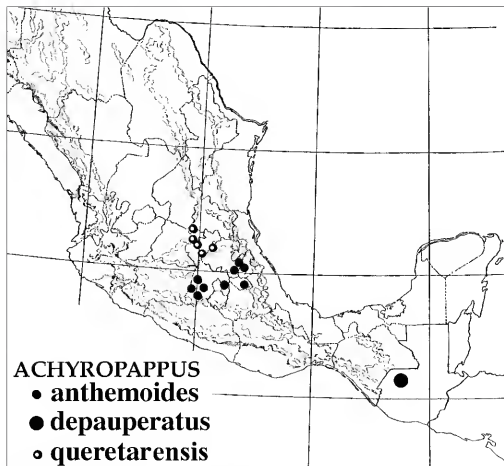 ACHYROPAPPUS
anthemoides
depauperatus
queretarensis